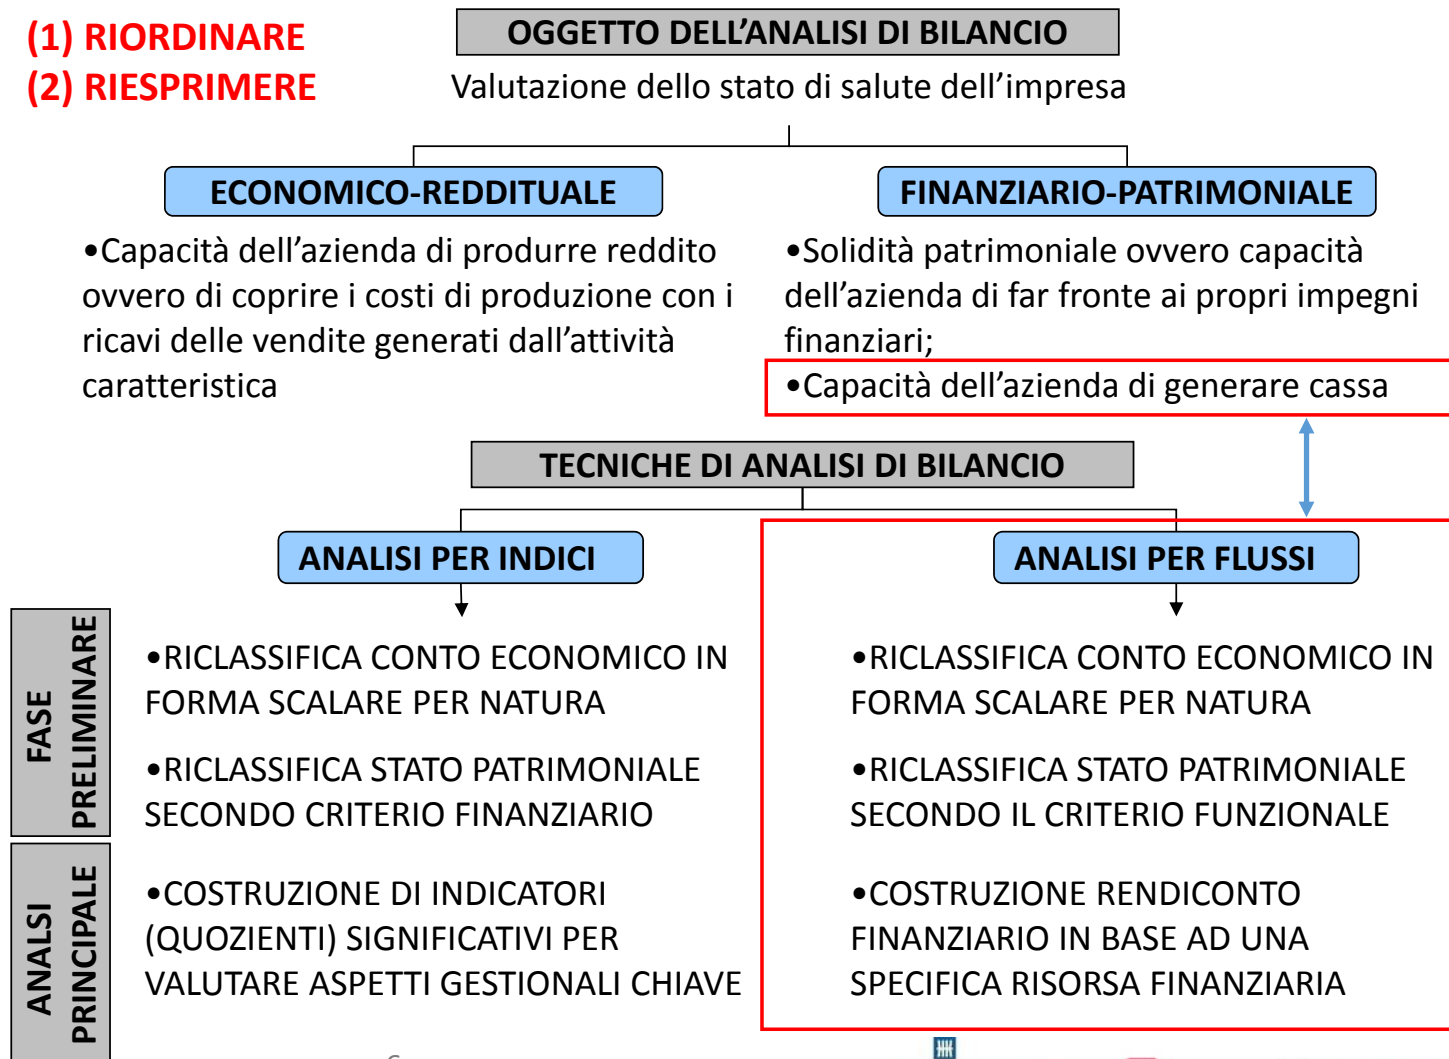 (1) RIORDINARE
(2) RIESPRIMERE
OGGETTO DELL’ANALISI DI BILANCIO
Valutazione dello stato di salute dell’impresa
ECONOMICO-REDDITUALE
•Capacità dell’azienda di produrre reddito
ovvero di coprire i costi di produzione con i
ricavi delle vendite generati dall’attività
caratteristica
FINANZIARIO-PATRIMONIALE
•Solidità patrimoniale ovvero capacità
dell’azienda di far fronte ai propri impegni
finanziari;
•Capacità dell’azienda di generare cassa
TECNICHE DI ANALISI DI BILANCIO
ANALISI PER INDICI
ANALISI PER FLUSSI
FASE
PRELIMINARE
•RICLASSIFICA CONTO ECONOMICO IN
FORMA SCALARE PER NATURA
•RICLASSIFICA STATO PATRIMONIALE
SECONDO CRITERIO FINANZIARIO
•RICLASSIFICA CONTO ECONOMICO IN
FORMA SCALARE PER NATURA
•RICLASSIFICA STATO PATRIMONIALE
SECONDO IL CRITERIO FUNZIONALE
ANALSI
PRINCIPALE
•COSTRUZIONE DI INDICATORI
(QUOZIENTI) SIGNIFICATIVI PER
VALUTARE ASPETTI GESTIONALI CHIAVE
•COSTRUZIONE RENDICONTO
FINANZIARIO IN BASE AD UNA
SPECIFICA RISORSA FINANZIARIA